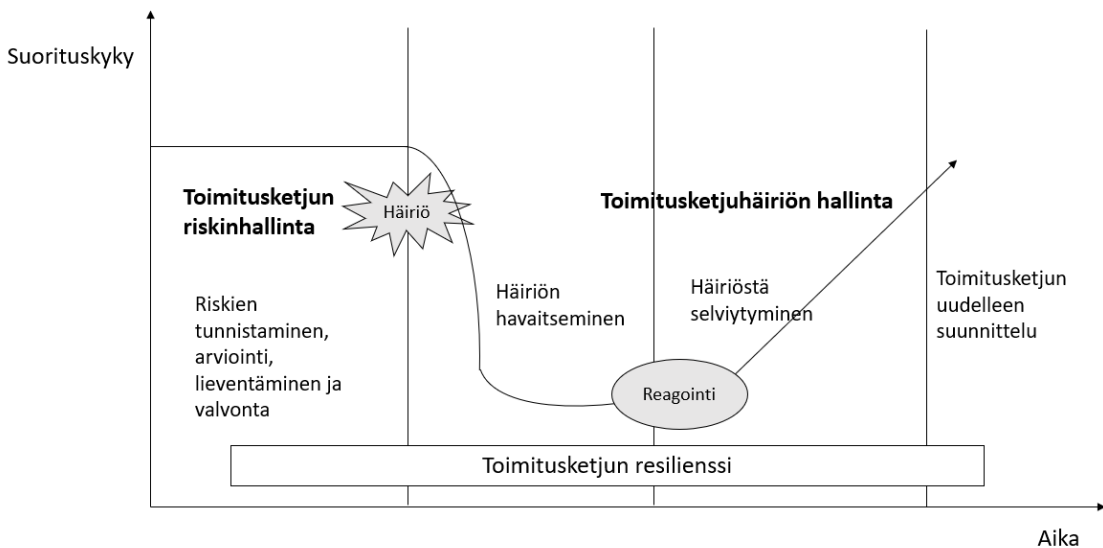 Suorituskyky
Toimitusketjun
riskinhallinta
Häiriö
Toimitusketjuhäiriön hallinta
Riskien
tunnistaminen,
arviointi,
lieventäminen ja
valvonta
Häiriön
havaitseminen
Häiriöstä
selviytyminen
Toimitusketjun
uudelleen
suunnittelu
Reagointi
Toimitusketjun resilienssi
Aika